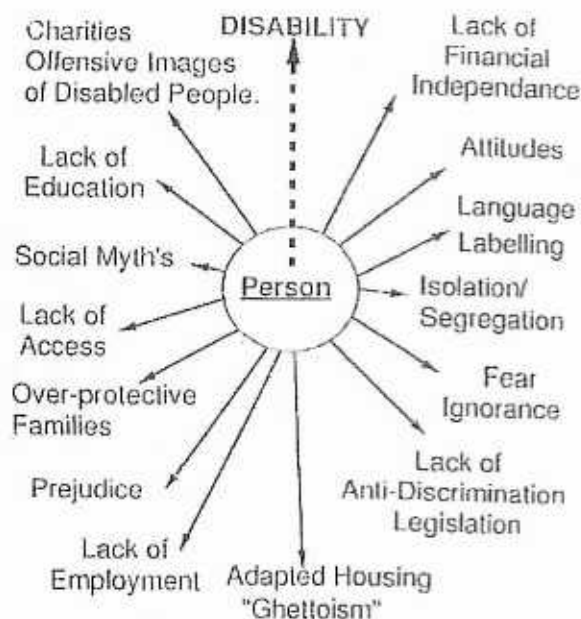 Charities
Offensive Images
of Disabled People.
DISABILITY
Lack of
Financial
Independance
Attitudes
Language
Labelling
Isolation/
Segregation
Fear
Ignorance
Lack of
Anti-Discrimination
Legislation
Adapted Housing
"Ghettoism"
Lack of
Employment
Prejudice
Over-protective
Families
Lack of
Access
Social Myth's
Lack of
Education
Person